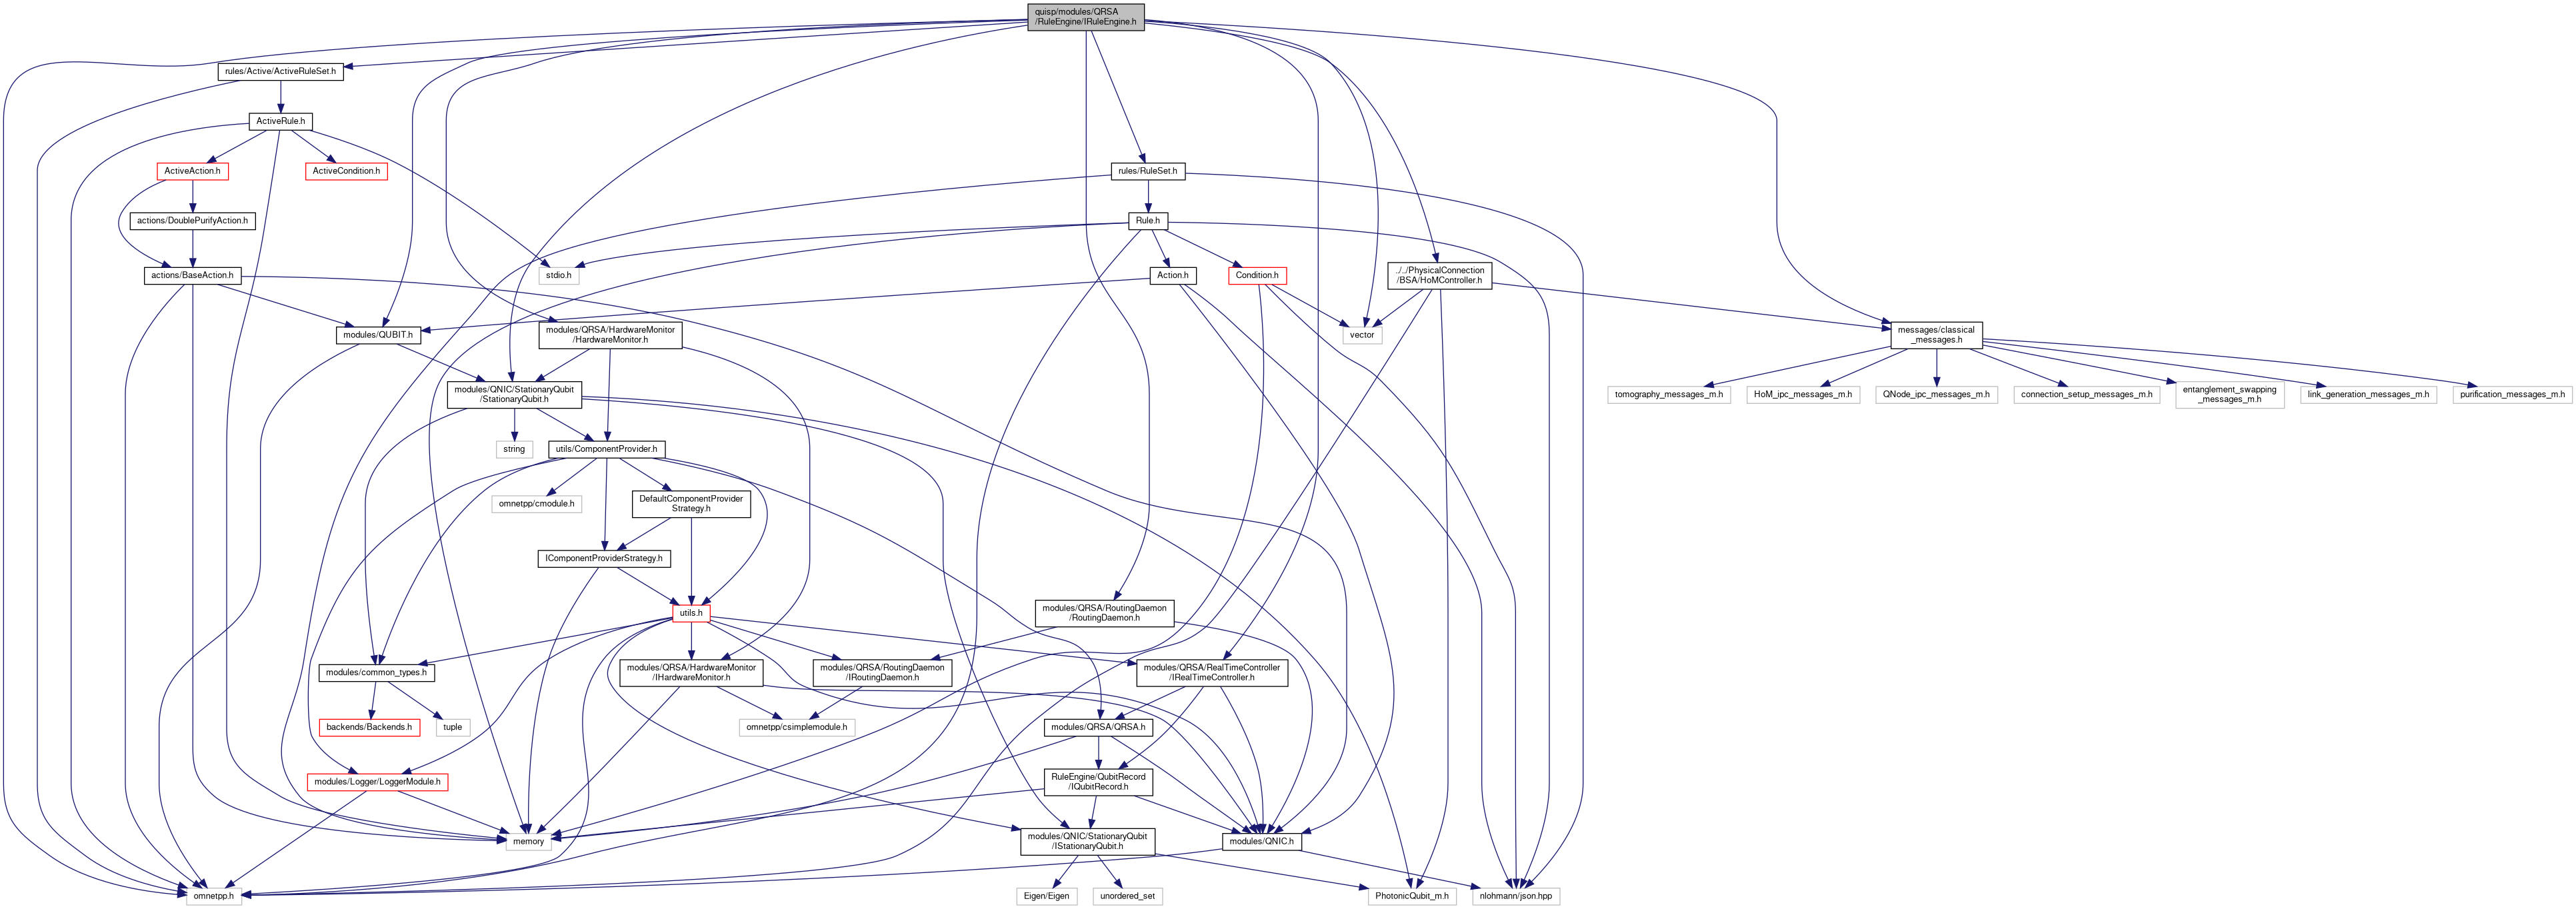 quisp/modules/QRSA
/RuleEngine/IRuleEngine.h
rules/Active/ActiveRuleSet.h
ActiveRule.h
ActiveAction.h
ActiveCondition.h
rules/RuleSet.h
actions/DoublePurifyAction.h
Rule.h
actions/BaseAction.h
stdio.h
Action.h
Condition.h
../../PhysicalConnection
/BSA/HoMController.h
modules/QUBIT.h
modules/QRSA/HardwareMonitor
/HardwareMonitor.h
vector
messages/classical
_messages.h
modules/QNIC/StationaryQubit
/StationaryQubit.h
tomography_messages_m.h
HoM_ipc_messages_m.h
QNode_ipc_messages_m.h
connection_setup_messages_m.h
entanglement_swapping
_messages_m.h
link_generation_messages_m.h
purification_messages_m.h
string
utils/ComponentProvider.h
omnetpp/cmodule.h
DefaultComponentProvider
Strategy.h
IComponentProviderStrategy.h
utils.h
modules/QRSA/RoutingDaemon
/RoutingDaemon.h
modules/common_types.h
modules/QRSA/HardwareMonitor
/IHardwareMonitor.h
modules/QRSA/RoutingDaemon
/IRoutingDaemon.h
modules/QRSA/RealTimeController
/IRealTimeController.h
backends/Backends.h
tuple
omnetpp/csimplemodule.h
modules/QRSA/QRSA.h
modules/Logger/LoggerModule.h
RuleEngine/QubitRecord
/IQubitRecord.h
memory
modules/QNIC/StationaryQubit
/IStationaryQubit.h
modules/QNIC.h
omnetpp.h
Eigen/Eigen
unordered_set
PhotonicQubit_m.h
nlohmann/json.hpp